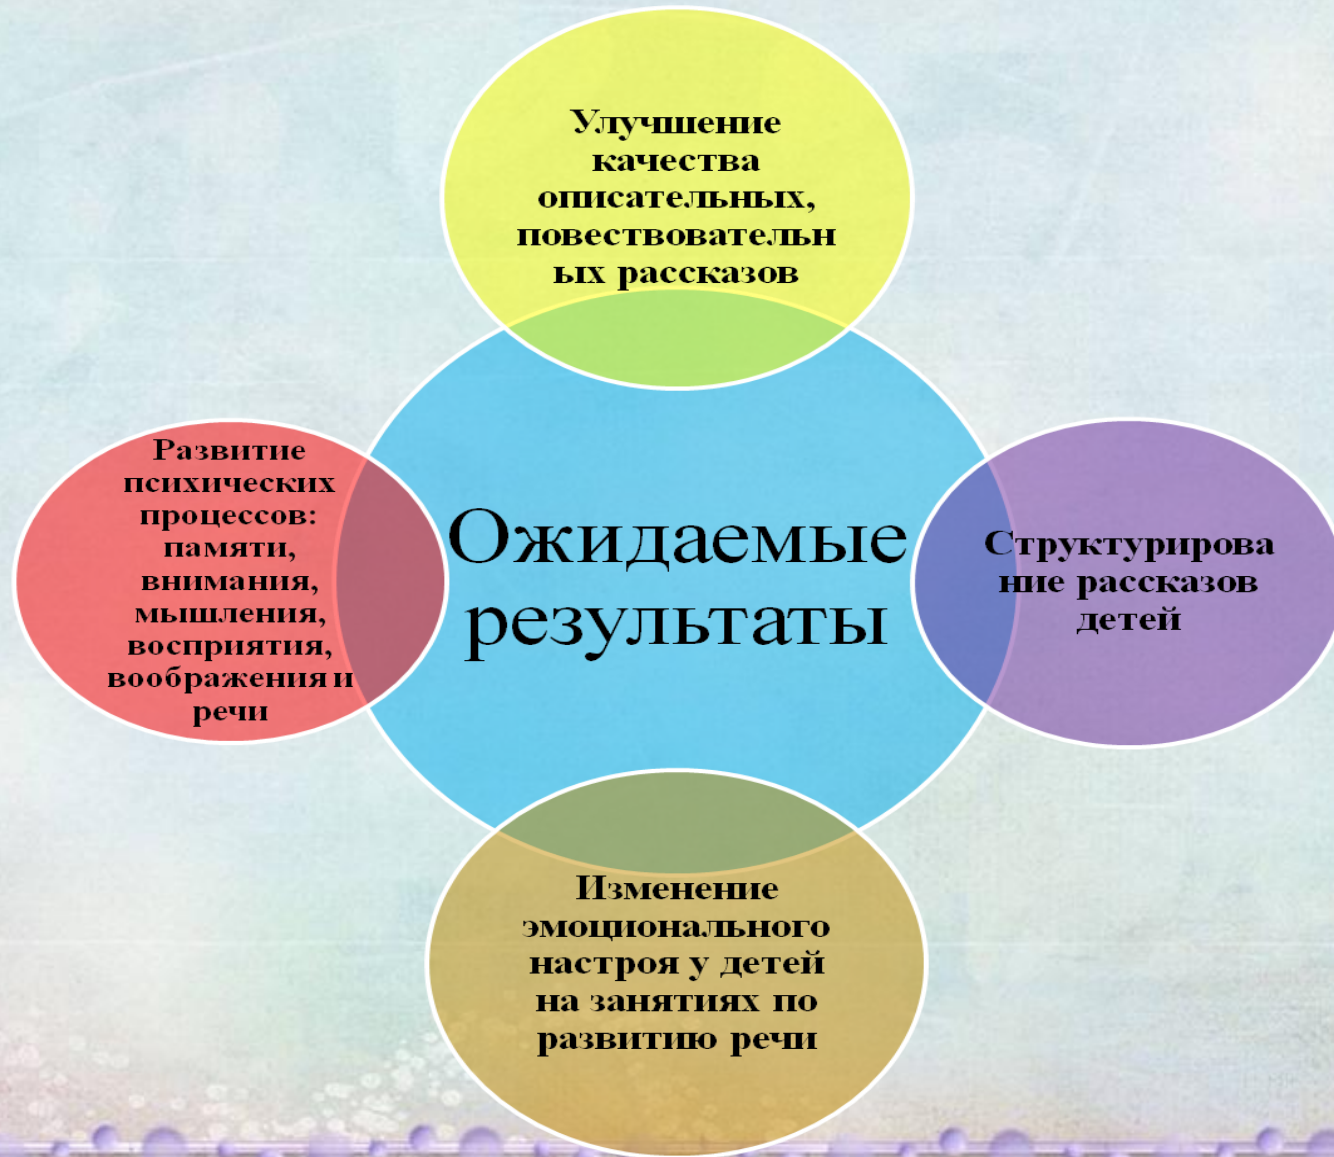 Улучшение
качества
описательных,
повествовательн
ых рассказов
Развитие
психических
процессов:
памяти,
внимания,
мышления,
восприятия,
воображения и
речи
Ожидаемые
результаты
Структурирова
ние рассказов
детей
Изменение
эмоционального
настроя у детей
на занятиях по
развитию речи